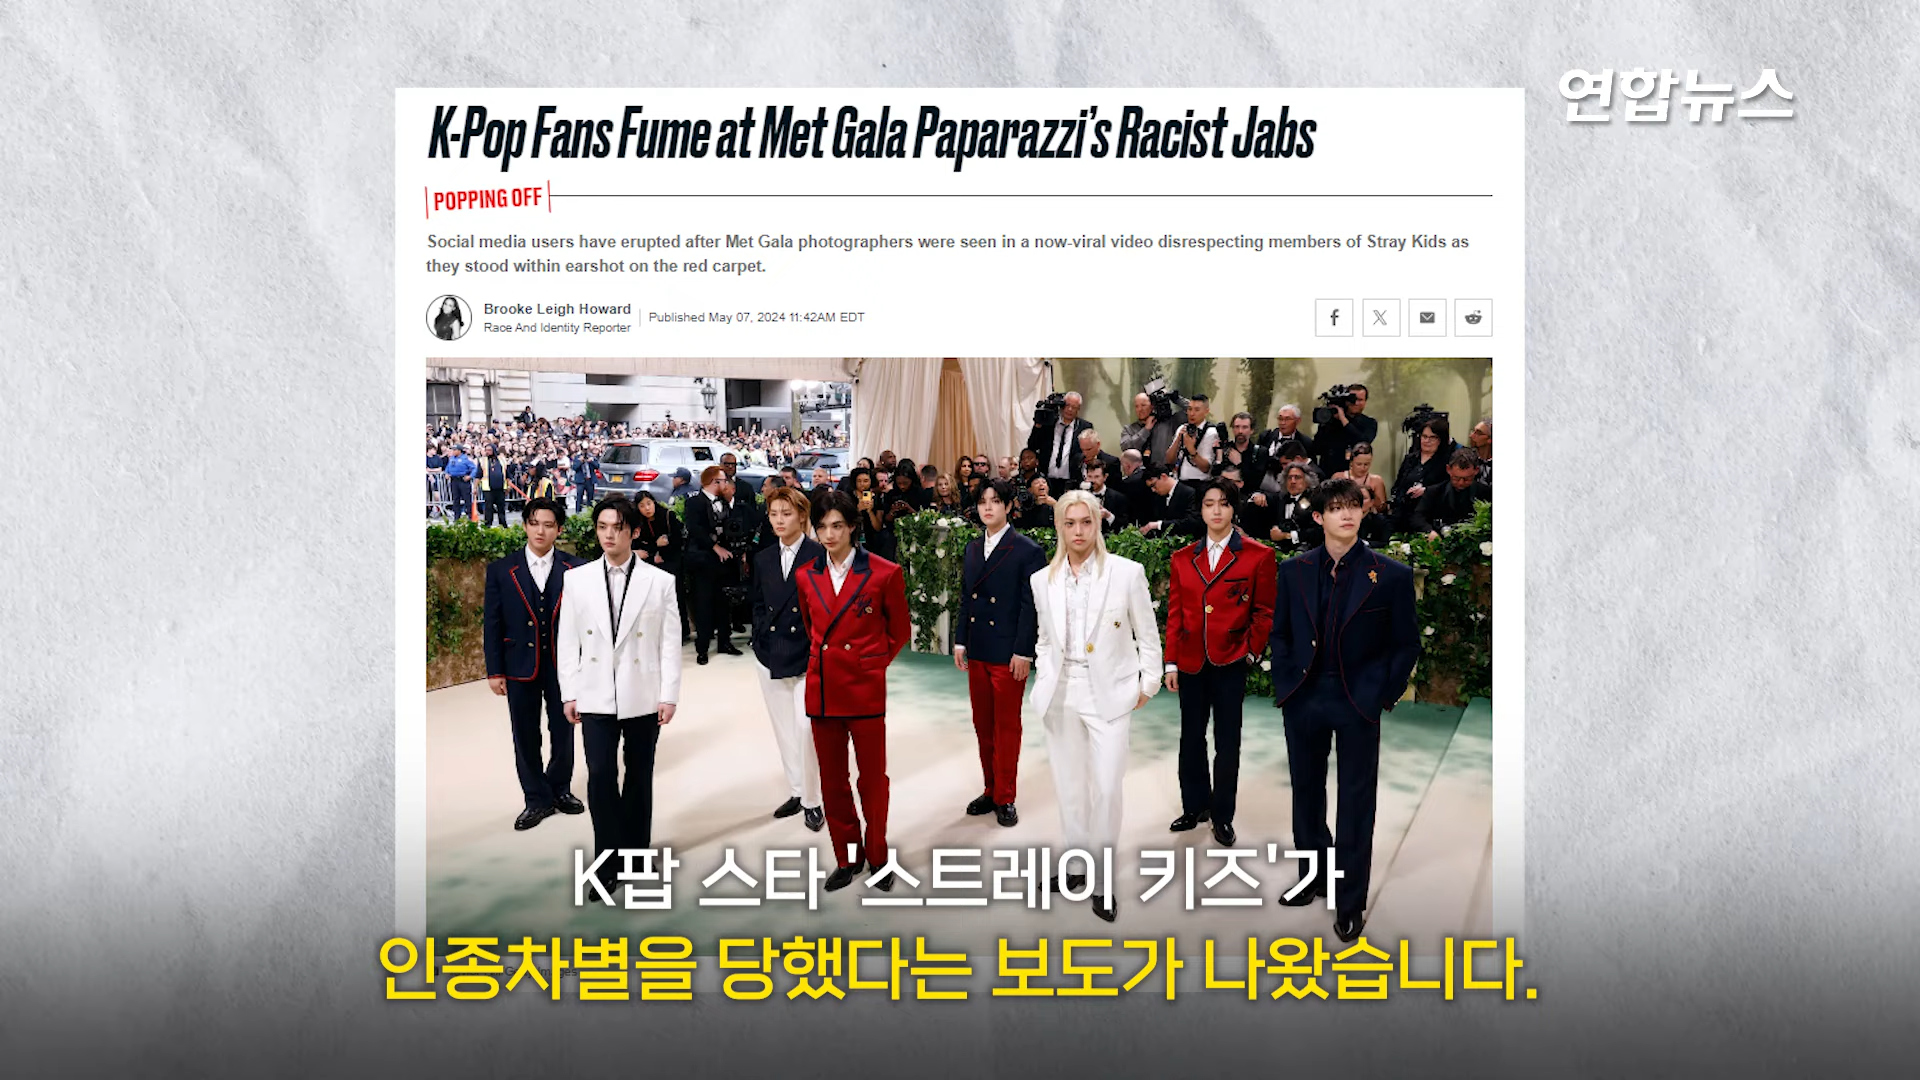 연합뉴스
K-Pop Fans Fume at Met Gala Paparazzi's Racist Jabs
POPPING OFF
Social media users have erupted after Met Gala photographers were seen in a now-viral video disrespecting members of Stray Kids as
they stood within earshot on the red carpet.
Brooke Leigh Howard
Race And Identity Reporter
Published May 07, 2024 11:42AM EDT
K팝 스타 '스트레이 키즈'가
인종차별을 당했다는 보도가 나왔습니다.